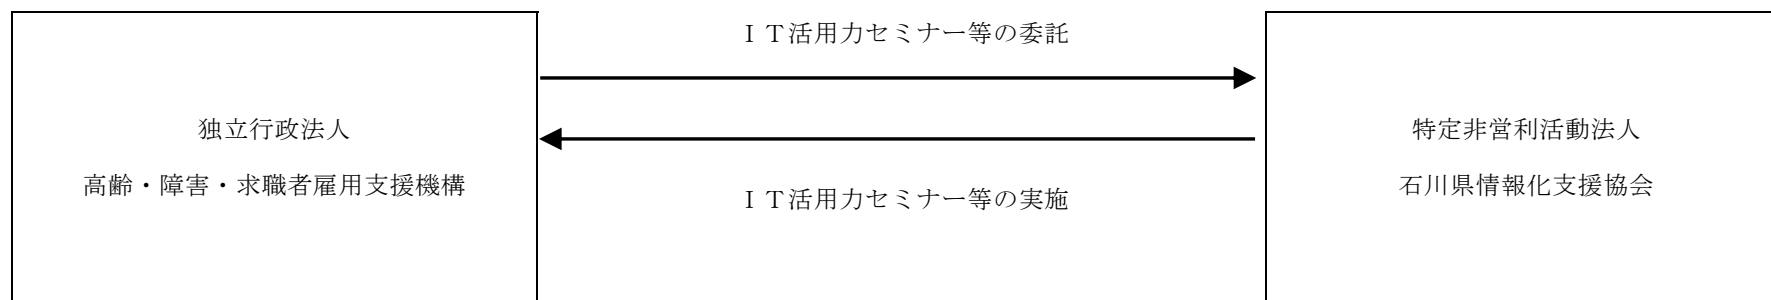 ＩＴ活用力セミナー等の委託
独立行政法人
高齢・障害・求職者雇用支援機構
特定非営利活動法人
石川県情報化支援協会
ＩＴ活用力セミナー等の実施